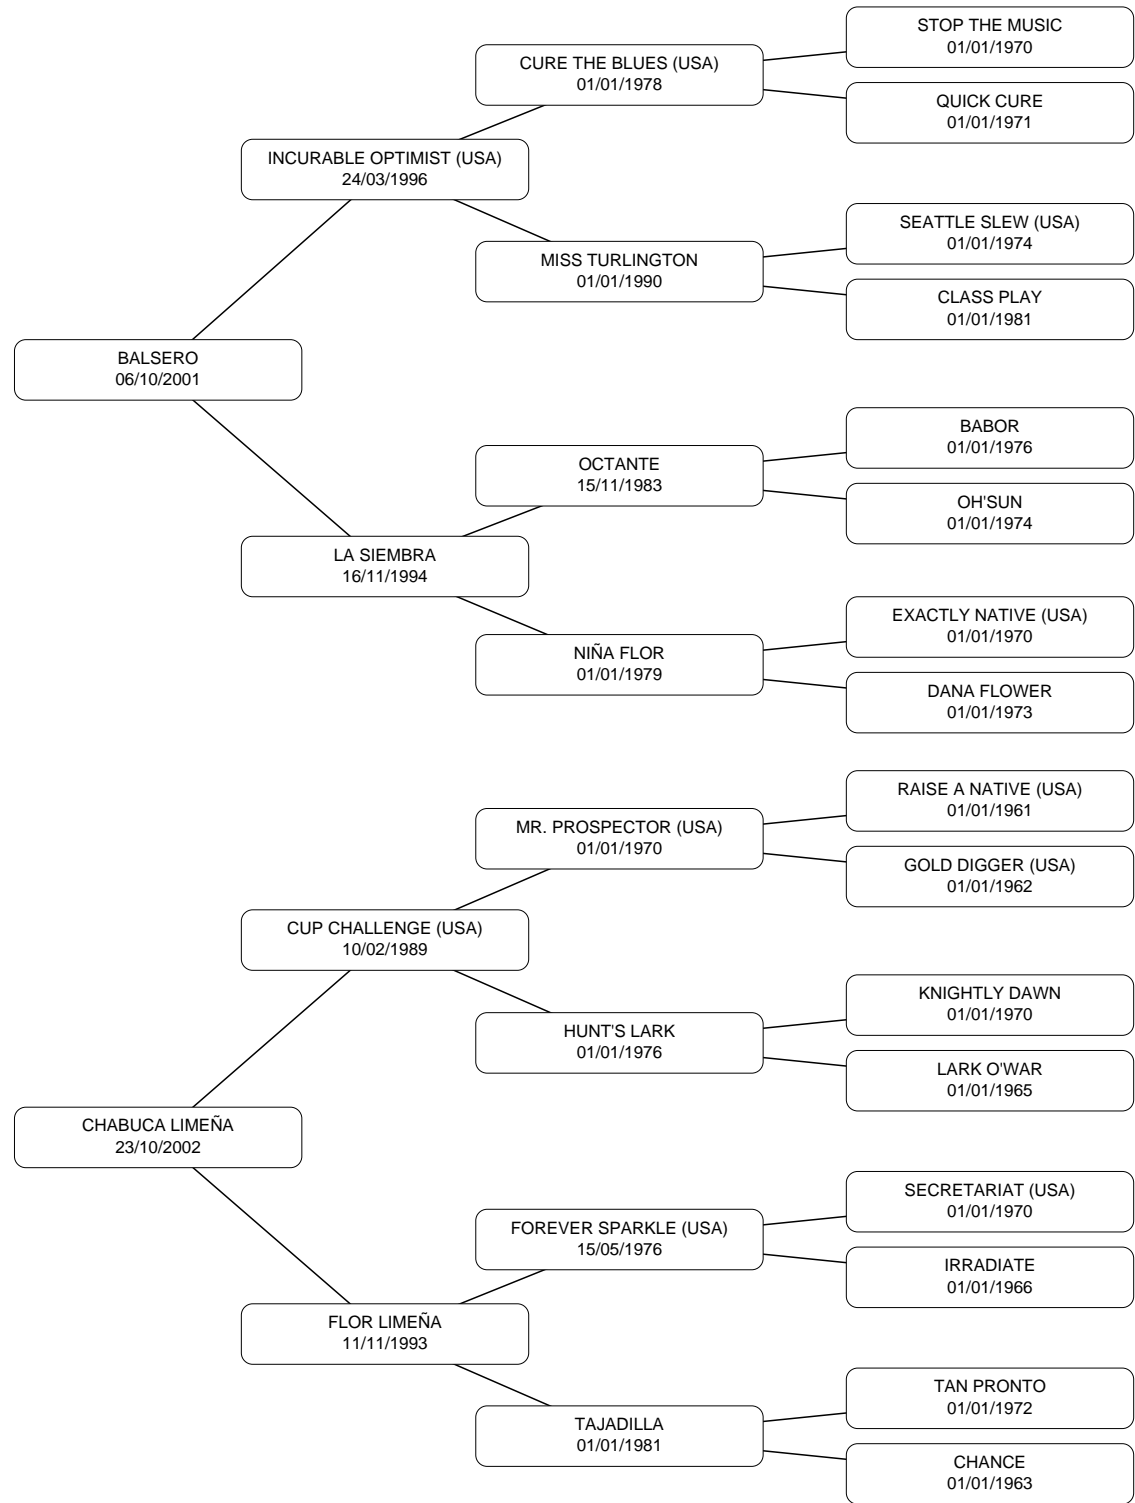 STOP THE MUSIC
01/01/1970
CURE THE BLUES (USA)
01/01/1978
QUICK CURE
01/01/1971
INCURABLE OPTIMIST (USA)
24/03/1996
SEATTLE SLEW (USA)
01/01/1974
MISS TURLINGTON
01/01/1990
CLASS PLAY
01/01/1981
BALSERO
06/10/2001
BABOR
01/01/1976
OCTANTE
15/11/1983
OH'SUN
01/01/1974
LA SIEMBRA
16/11/1994
EXACTLY NATIVE (USA)
01/01/1970
NIÑA FLOR
01/01/1979
DANA FLOWER
01/01/1973
RAISE A NATIVE (USA)
01/01/1961
MR. PROSPECTOR (USA)
01/01/1970
GOLD DIGGER (USA)
01/01/1962
CUP CHALLENGE (USA)
10/02/1989
KNIGHTLY DAWN
01/01/1970
HUNT'S LARK
01/01/1976
LARK O'WAR
01/01/1965
CHABUCA LIMEÑA
23/10/2002
SECRETARIAT (USA)
01/01/1970
FOREVER SPARKLE (USA)
15/05/1976
IRRADIATE
01/01/1966
FLOR LIMEÑA
11/11/1993
TAN PRONTO
01/01/1972
TAJADILLA
01/01/1981
CHANCE
01/01/1963